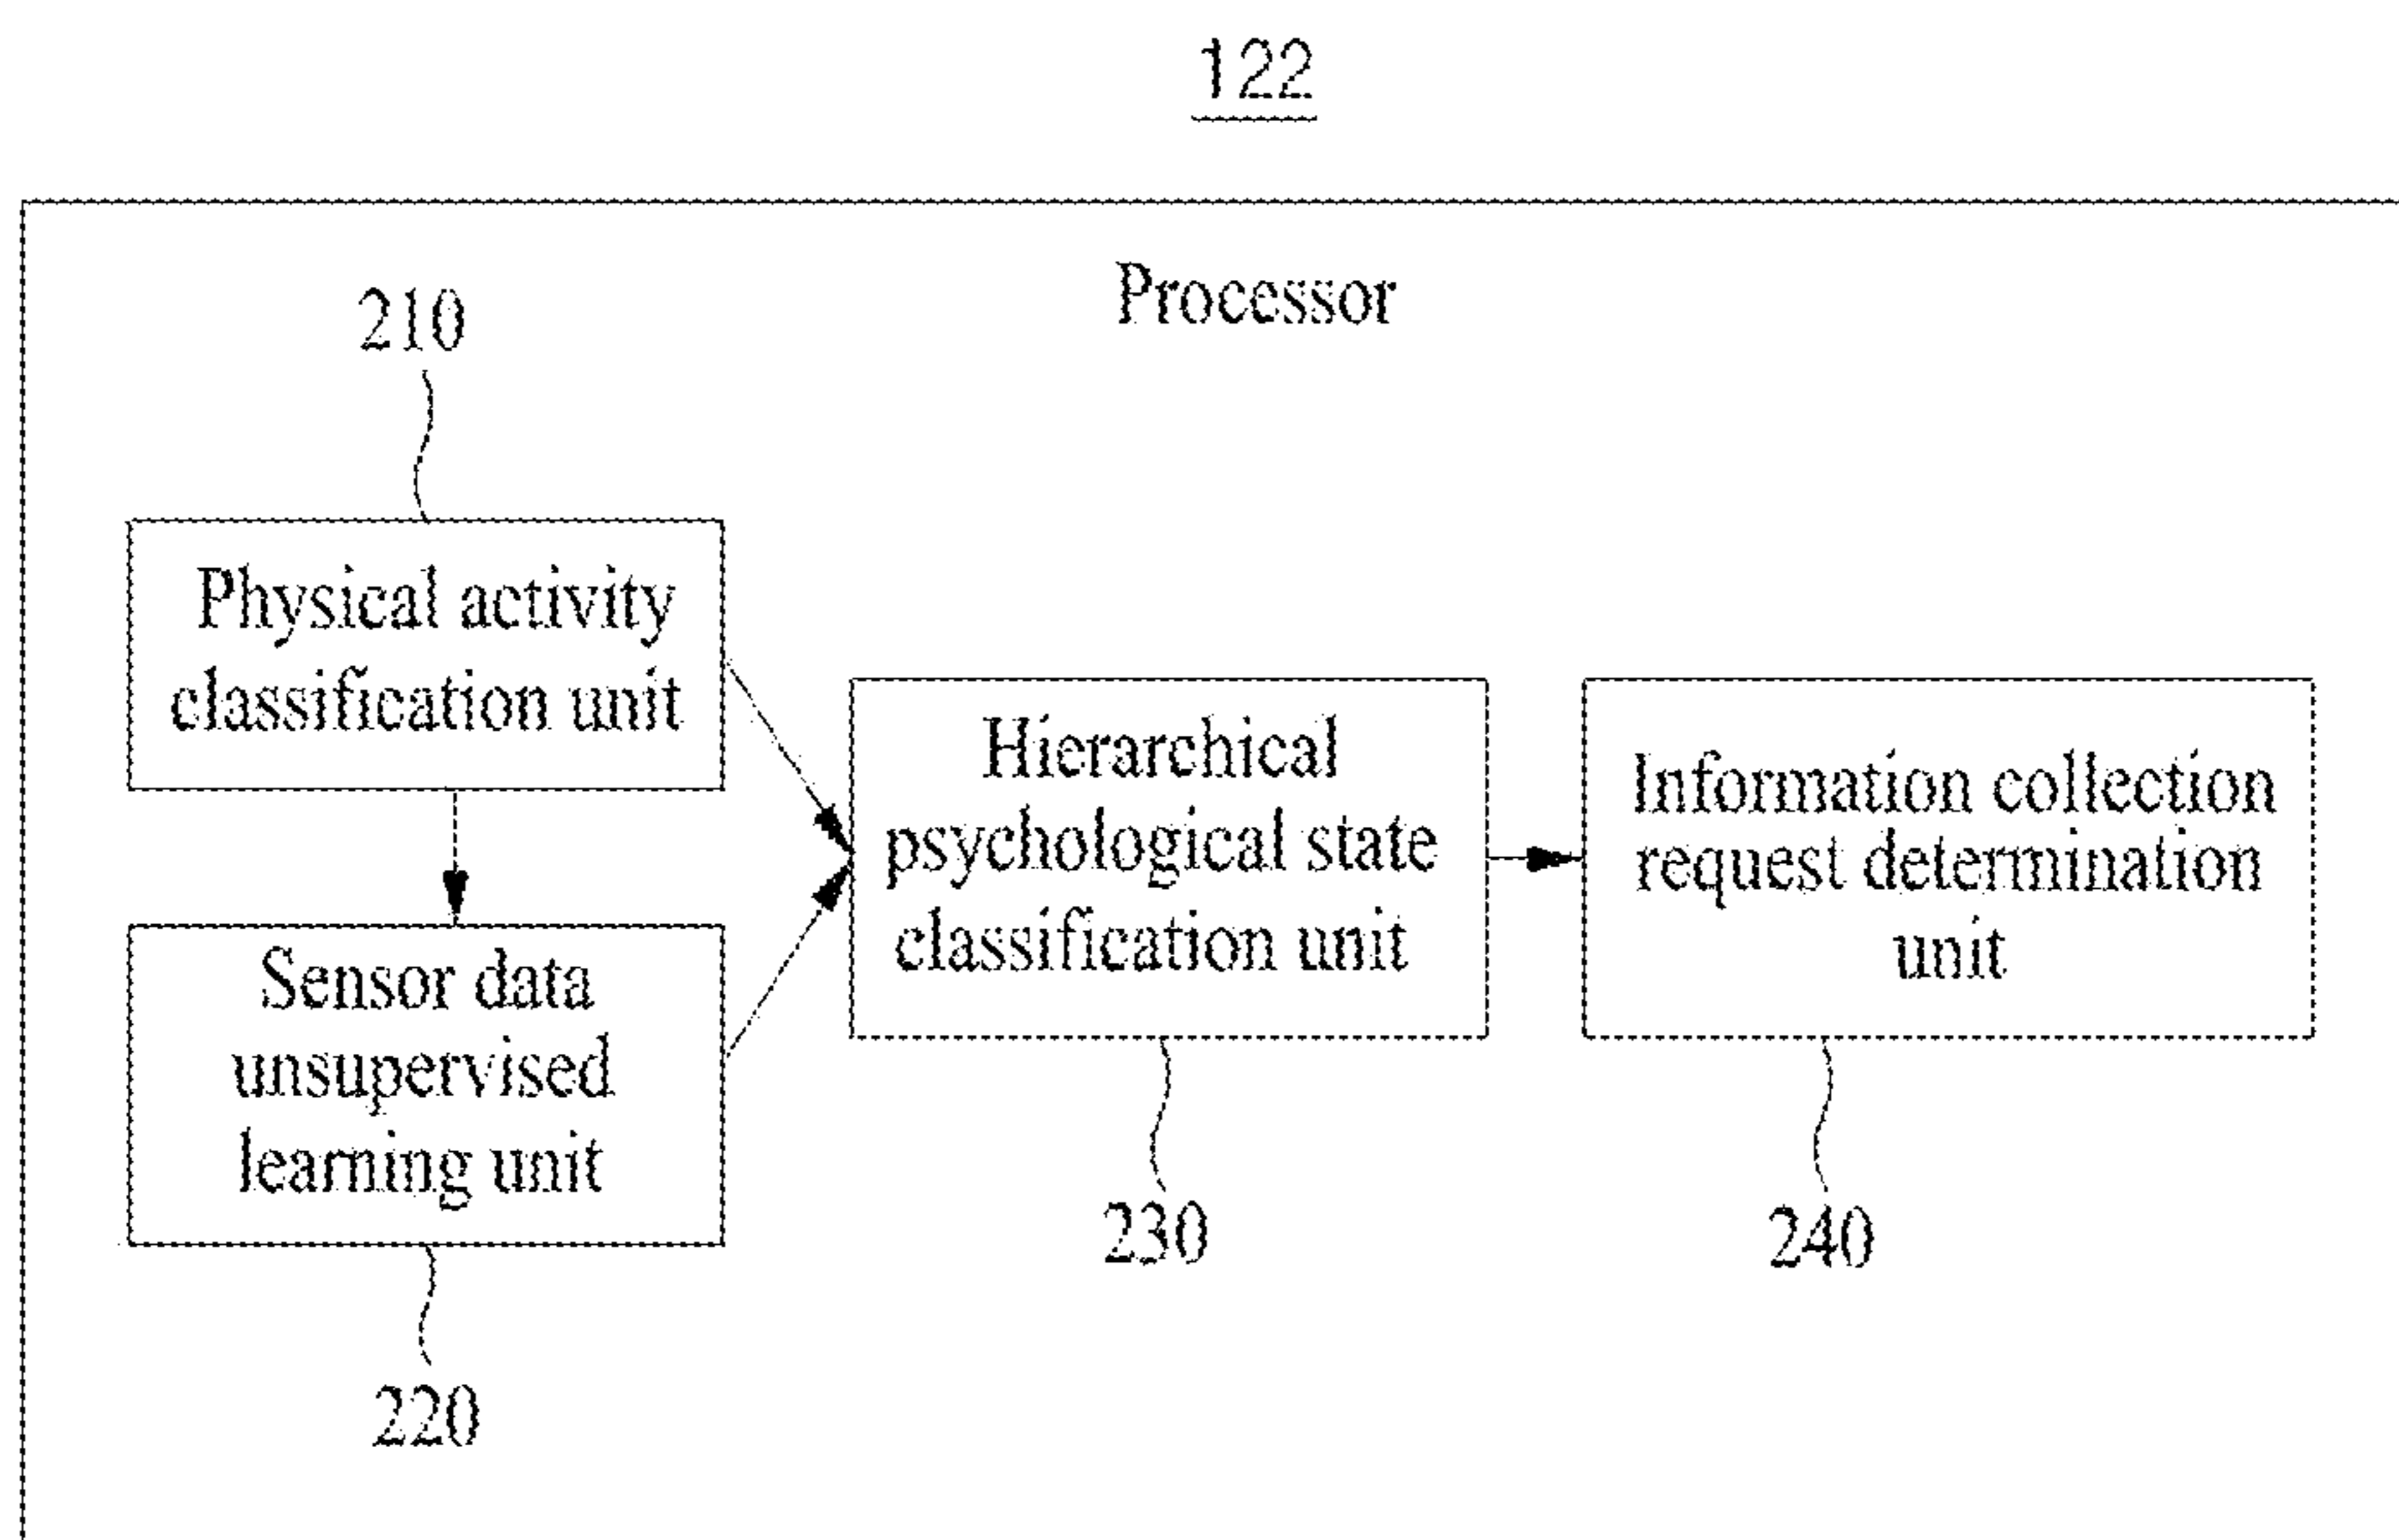 122
Processor
210
Physical activity
classification unit
Hierarchical
psychological state
classification unit
Information collection
request determination
unit
Sensor data
unsupervised
learning unit
230
240
220